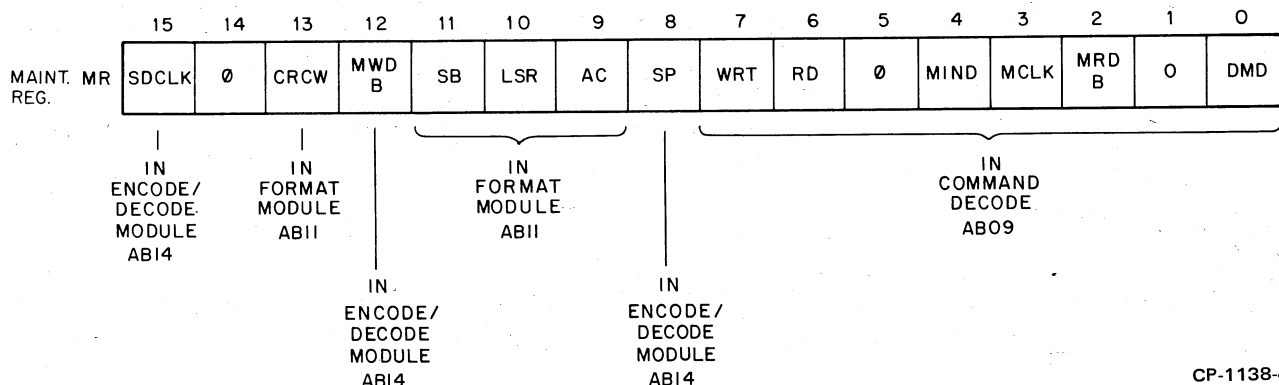 15 14 13 12 11 10 9 8 7 6 5 4 3 2 1 0
MAINT. MR SDCLK Ø CRCW MWD B SB LSR AC SP WRT RD Ø MIND MCLK MRD B O DMD
REG.
IN ENCODE/ DECODE MODULE AB14
IN FORMAT MODULE AB11
IN ENCODE/ DECODE MODULE AB14
IN FORMAT MODULE AB11
IN ENCODE/ DECODE MODULE AB14
IN COMMAND DECODE AB09
CP-1138-